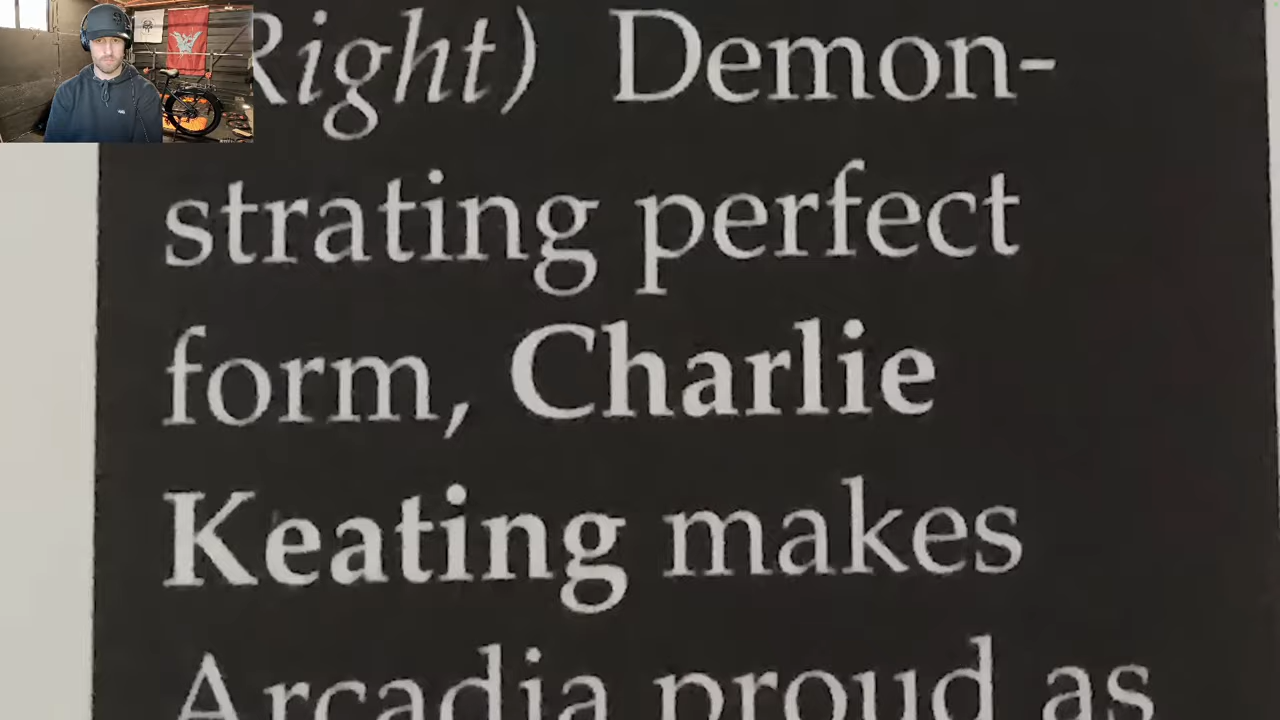 Right) Demon-
strating perfect
form, Charlie
Keating makes
Arcadia proud as